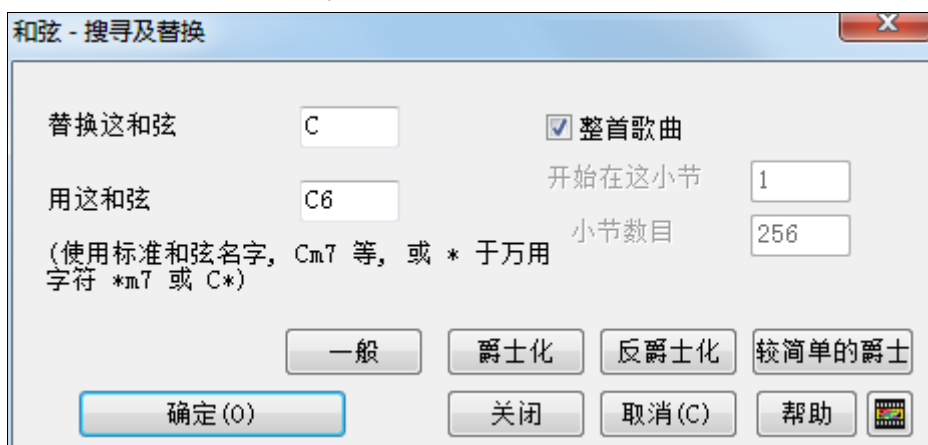 和弦 - 搜寻及替换
替换这和弦 C
整首歌曲
开始在这小节 1
用这和弦 C6
小节数目 256
(使用标准和弦名字, Cm7 等, 或 * 于万用
字符 *m7 或 C*)
一般 爵士化 反爵士化 较简单的爵士
确定(O) 关闭 取消(C) 帮助